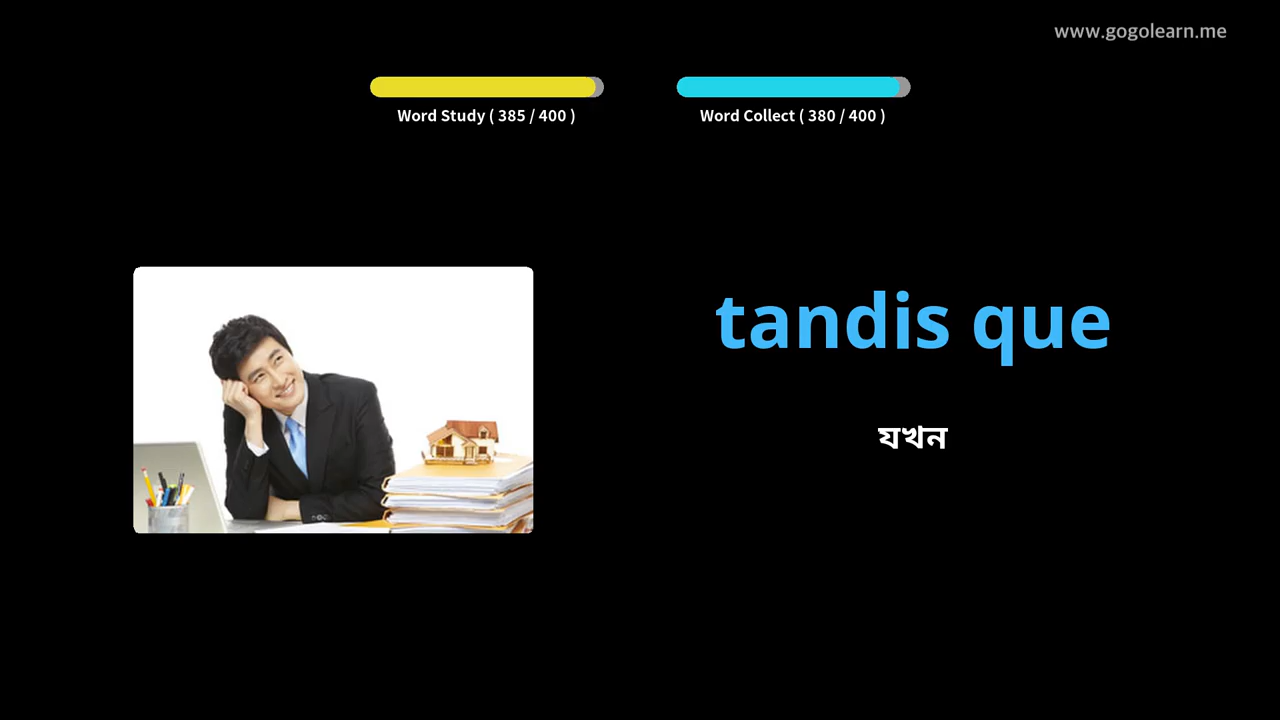 www.gogolearn.me
Word Study ( 385 / 400 )
Word Collect ( 380 / 400 )
tandis que
যখন